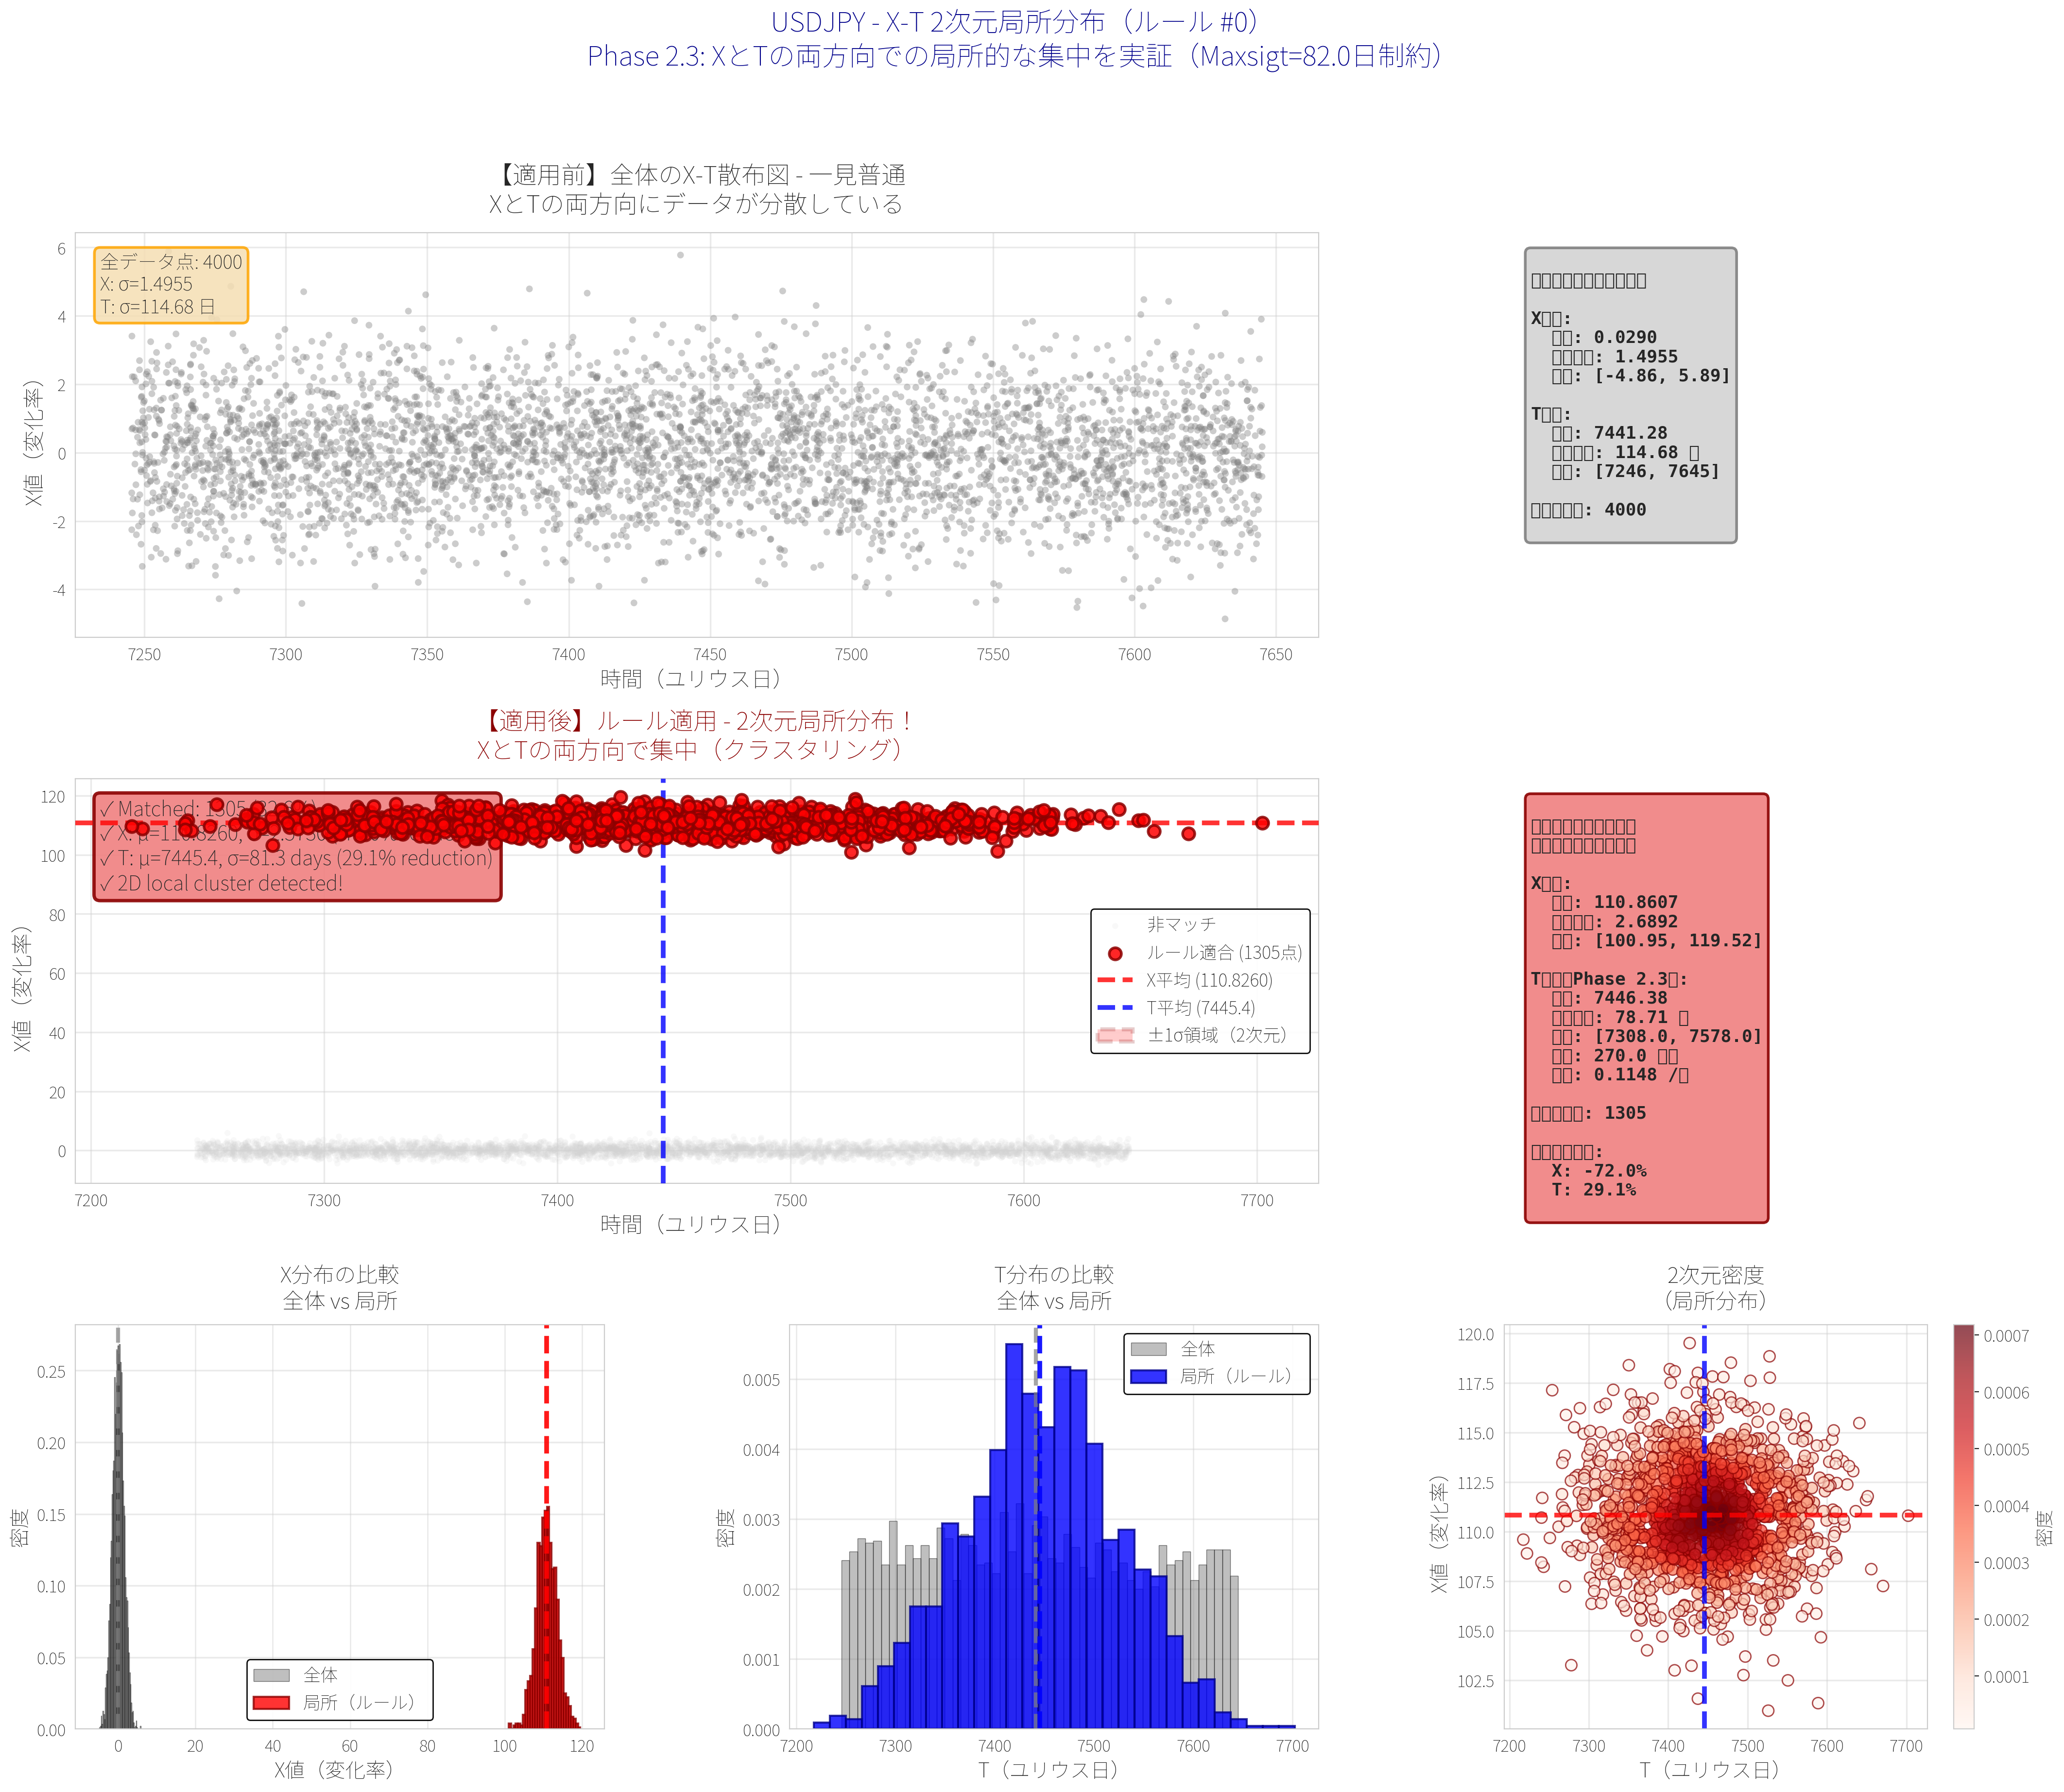 USDJPY - X-T 2次元局所分布（ルール #0）
Phase 2.3: XとTの両方向での局所的な集中を実証（Maxsigt=82.0日制約）
【適用前】全体のX-T散布図 - 一見普通
XとTの両方向にデータが分散している
全データ点: 4000
X: σ=1.4955
T: σ=114.68 日
X値（変化率）
6
4
2
0
-2
-4
7250 7300 7350 7400 7450 7500 7550 7600 7650
時間（ユリウス日）
X
: 0.0290
: 1.4955
: [-4.86, 5.89]
T
: 7441.28
: 114.68
: [7246, 7645]
: 4000
【適用後】ルール適用 - 2次元局所分布！
XとTの両方向で集中（クラスタリング）
✓ Matched: 1305
✓ X: μ=110.8260,
✓ T: μ=7445.4, σ=81.3 days (29.1% reduction)
✓ 2D local cluster detected!
非マッチ
ルール適合 (1305点)
X平均 (110.8260)
T平均 (7445.4)
±1σ領域（2次元）
X値（変化率）
120
100
80
60
40
20
0
7200 7300 7400 7500 7600 7700
時間（ユリウス日）
X
: 110.8607
: 2.6892
: [100.95, 119.52]
T Phase 2.3 :
: 7446.38
: 78.71
: [7308.0, 7578.0]
: 270.0
: 0.1148 /
: 1305
X: -72.0%
T: 29.1%
X分布の比較
全体 vs 局所
密度
0.25
0.20
0.15
0.10
0.05
0.00
全体
局所（ルール）
0 20 40 60 80 100 120
X値（変化率）
T分布の比較
全体 vs 局所
密度
0.005
0.004
0.003
0.002
0.001
0.000
全体
局所（ルール）
7200 7300 7400 7500 7600 7700
T（ユリウス日）
2次元密度
（局所分布）
X値（変化率）
120.0
117.5
115.0
112.5
110.0
107.5
105.0
102.5
7200 7300 7400 7500 7600 7700
T（ユリウス日）
0.0007
0.0006
0.0005
0.0004
0.0003
0.0002
0.0001
密度